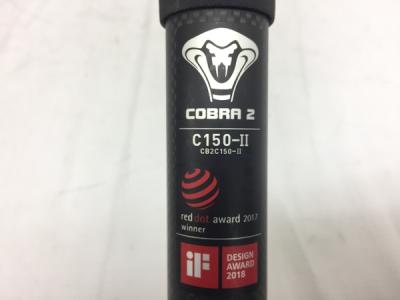 COBRA 2
C150-II
CB2C150-II
red dot award 2017
winner
iF
DESIGN
AWARD
2018